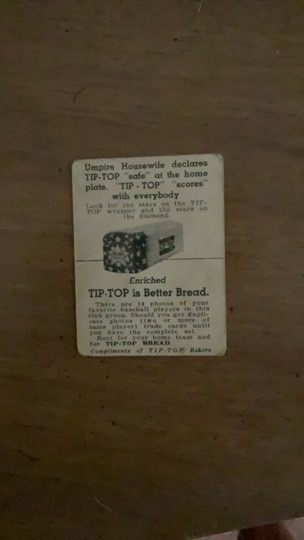 Umpire Housewife declares
TIP-TOP "safe" at the home
plate. "TIP-TOP" "scores"
with everybody
Look for the stars on the TIP-
TOP wrapper and the stars on
the diamond
Enriched
TIP-TOP is Better Bread.
There are 14 photos of your
favorite baseball players in this
club group. Should you get dupli-
cate photos (two or more of
same player) trade cards until
you have the complete set.
Root for your home team and
for TIP-TOP BREAD
Compliments of TIP-TOP Bakers